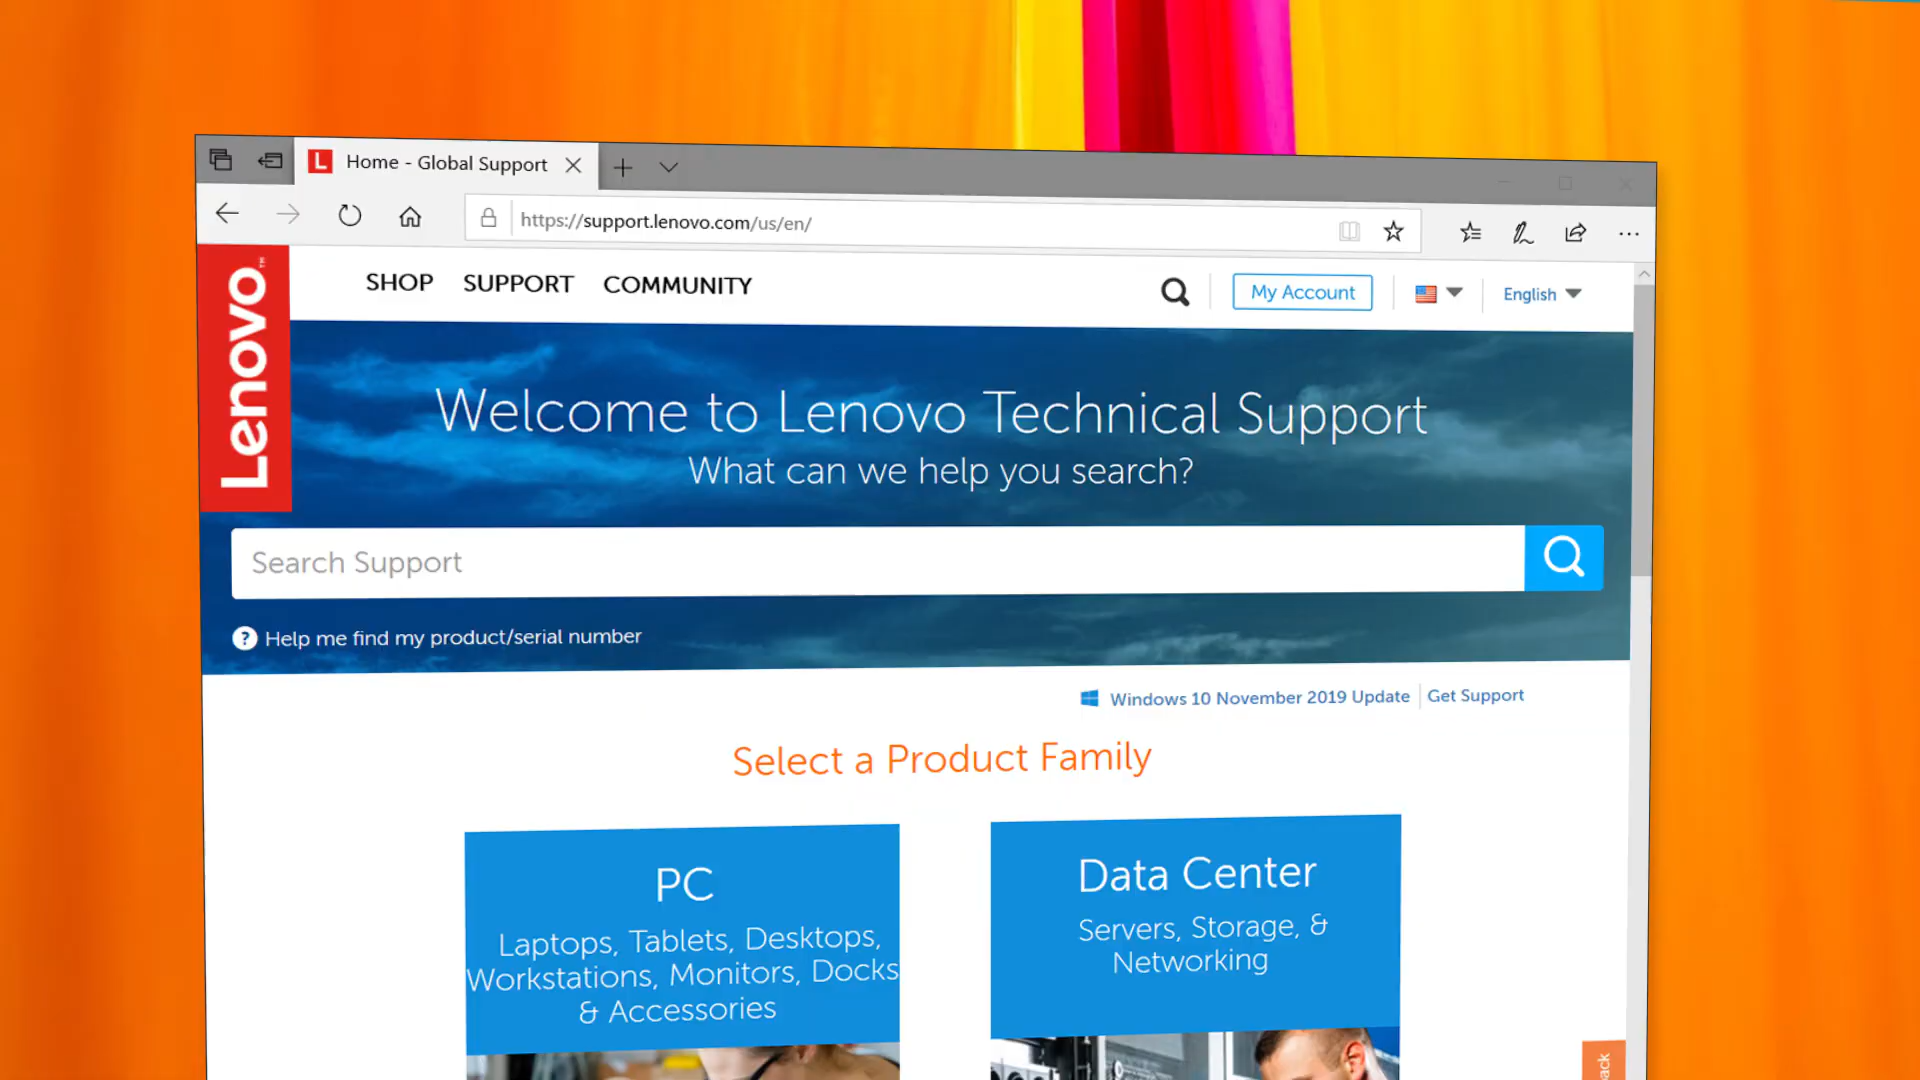 L Home - Global Support
https://support.lenovo.com/us/en/
Lenovo™
SHOP SUPPORT COMMUNITY
My Account
English
Welcome to Lenovo Technical Support
What can we help you search?
Search Support
? Help me find my product/serial number
Windows 10 November 2019 Update
Get Support
Select a Product Family
PC
Laptops, Tablets, Desktops,
Workstations, Monitors, Docks
& Accessories
Data Center
Servers, Storage, &
Networking